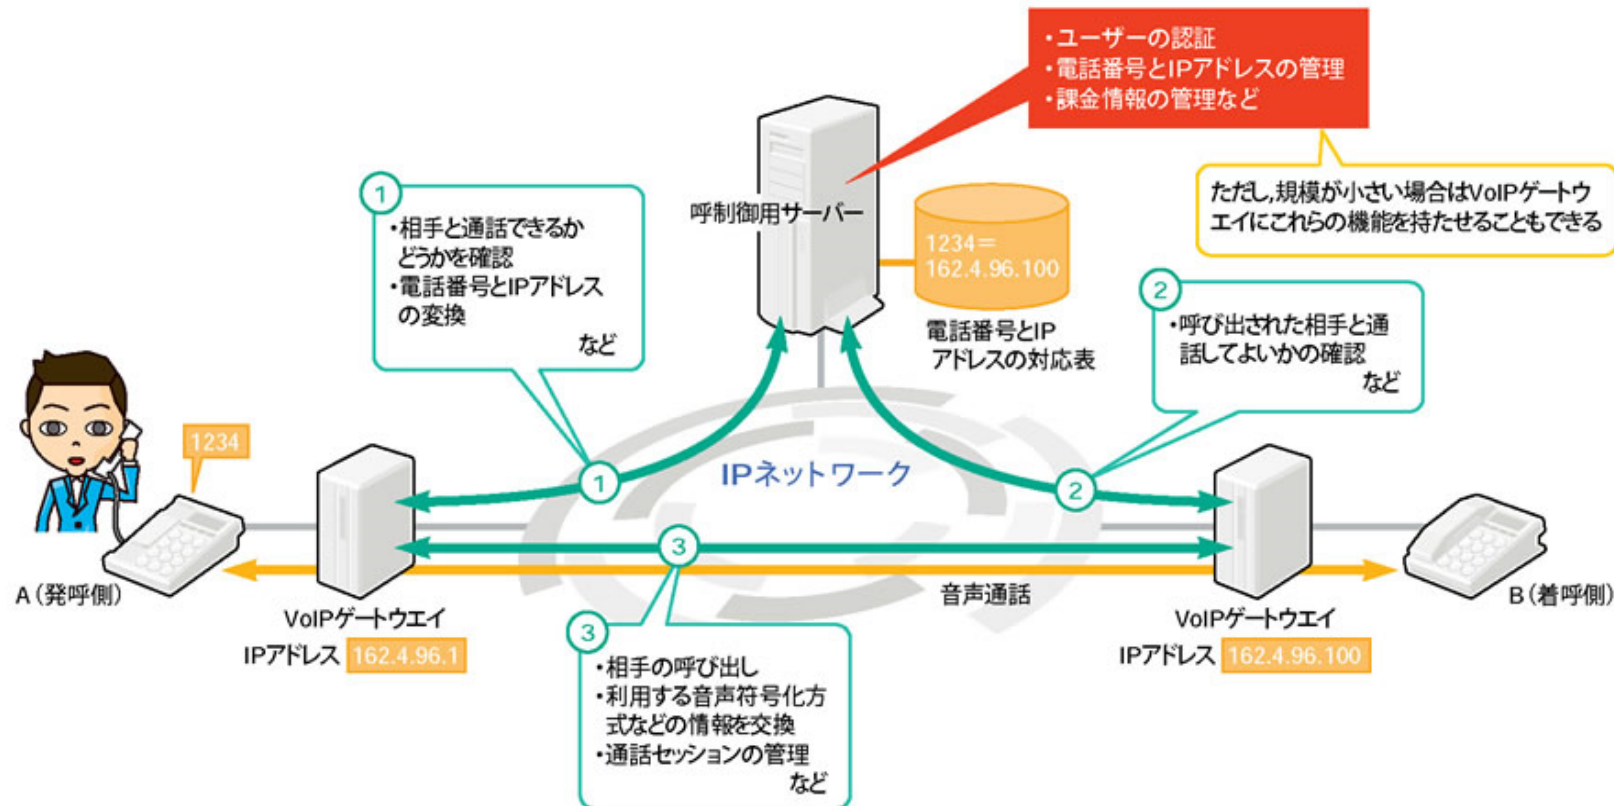 ・ユーザーの認証
・電話番号とIPアドレスの管理
・課金情報の管理など
ただし,規模が小さい場合はVoIPゲートウ
エイにこれらの機能を持たせることもできる
①
・相手と通話できるか
どうかを確認
・電話番号とIPアドレス
の変換
など
呼制御用サーバー
1234＝
162.4.96.100
電話番号とIP
アドレスの対応表
②
・呼び出された相手と通
話してよいかの確認
など
1234
IPネットワーク
①
②
③
音声通話
A（発呼側）
B（着呼側）
VoIPゲートウエイ
IPアドレス 162.4.96.1
VoIPゲートウエイ
IPアドレス 162.4.96.100
③
・相手の呼び出し
・利用する音声符号化方
式などの情報を交換
・通話セッションの管理
など